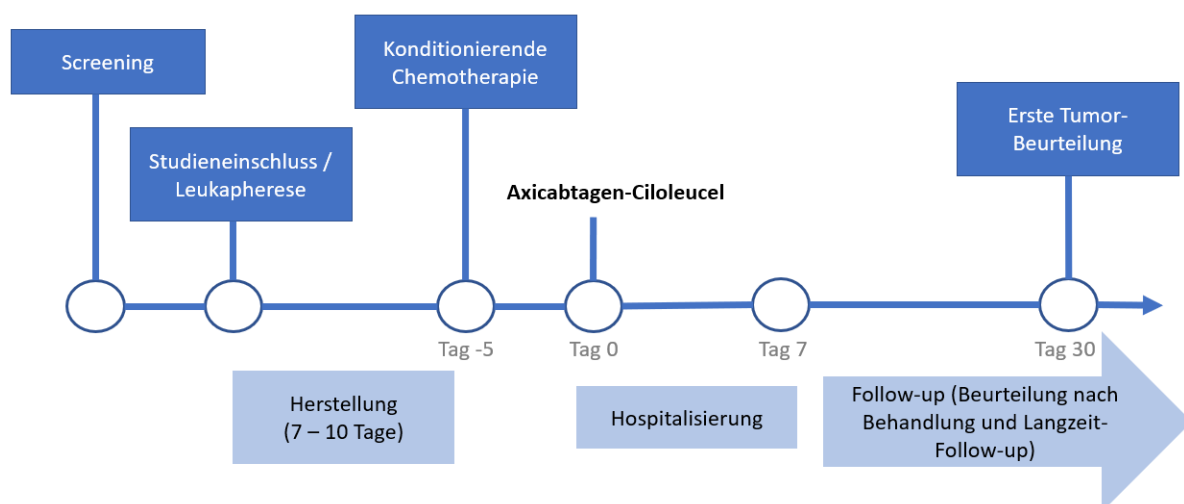 Screening
Studieneinschluss /
Leukapherese
Konditionierende
Chemotherapie
Axicabtagen-Ciloleucel
Erste Tumor-
Beurteilung
Tag -5
Tag 0
Tag 7
Tag 30
Herstellung
(7 – 10 Tage)
Hospitalisierung
Follow-up (Beurteilung nach
Behandlung und Langzeit-
Follow-up)